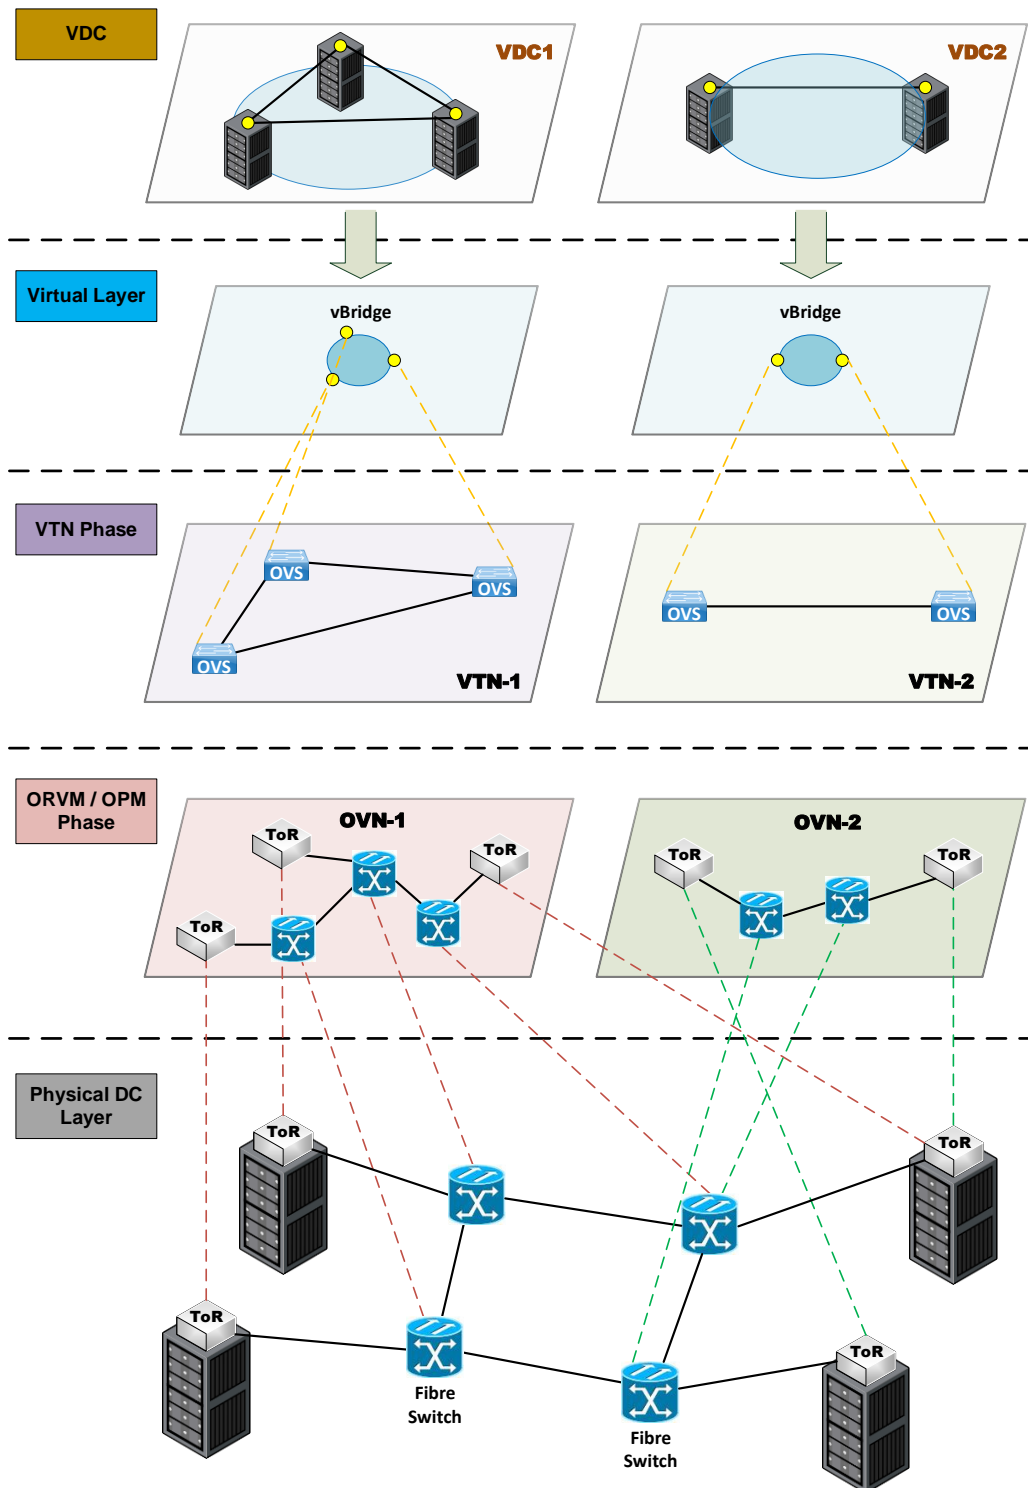 VDC
VDC1
VDC2
Virtual Layer
vBridge
vBridge
VTN Phase
OVS
OVS
OVS
VTN-1
OVS
OVS
VTN-2
ORVM / OPM
Phase
OVN-1
ToR
ToR
ToR
OVN-2
ToR
ToR
Physical DC
Layer
ToR
ToR
ToR
ToR
Fibre
Switch
Fibre
Switch